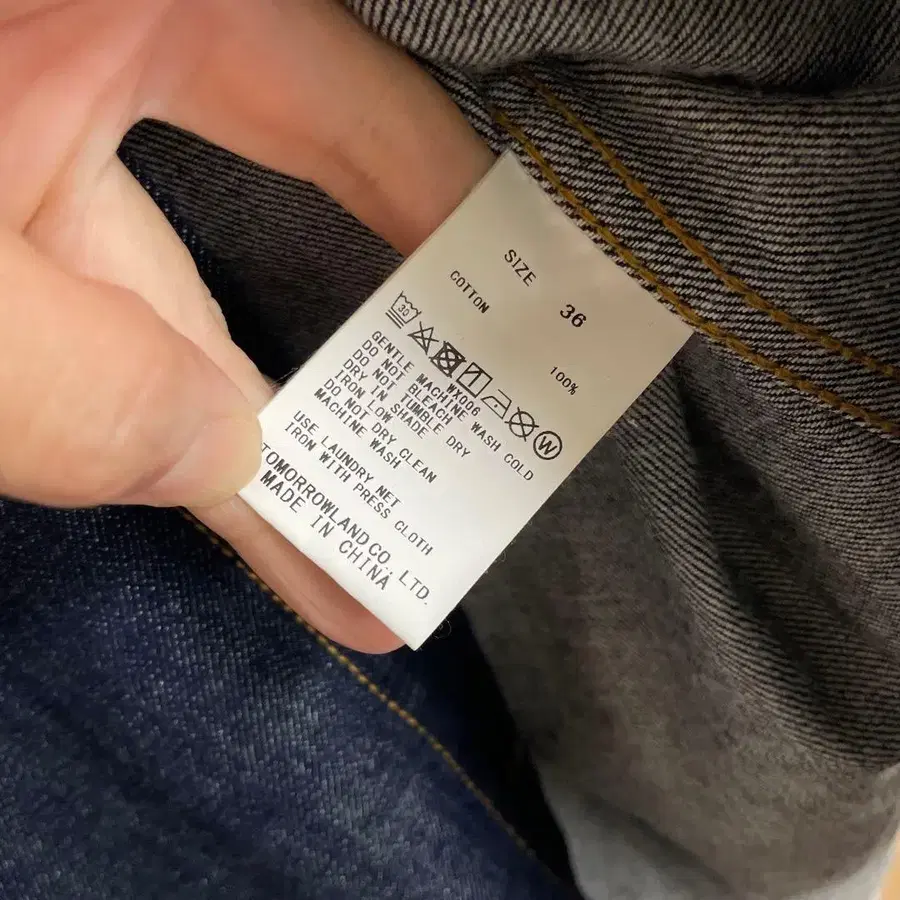 SIZE 36
COTTON 100%
30 W
WX006
GENTLE MACHINE WASH COLD
DO NOT BLEACH
DO NOT TUMBLE DRY
DRY IN SHADE
IRON LOW
DO NOT DRY CLEAN
MACHINE WASH
USE LAUNDRY NET
IRON WITH PRESS CLOTH
TOMORROWLAND CO., LTD.
MADE IN CHINA